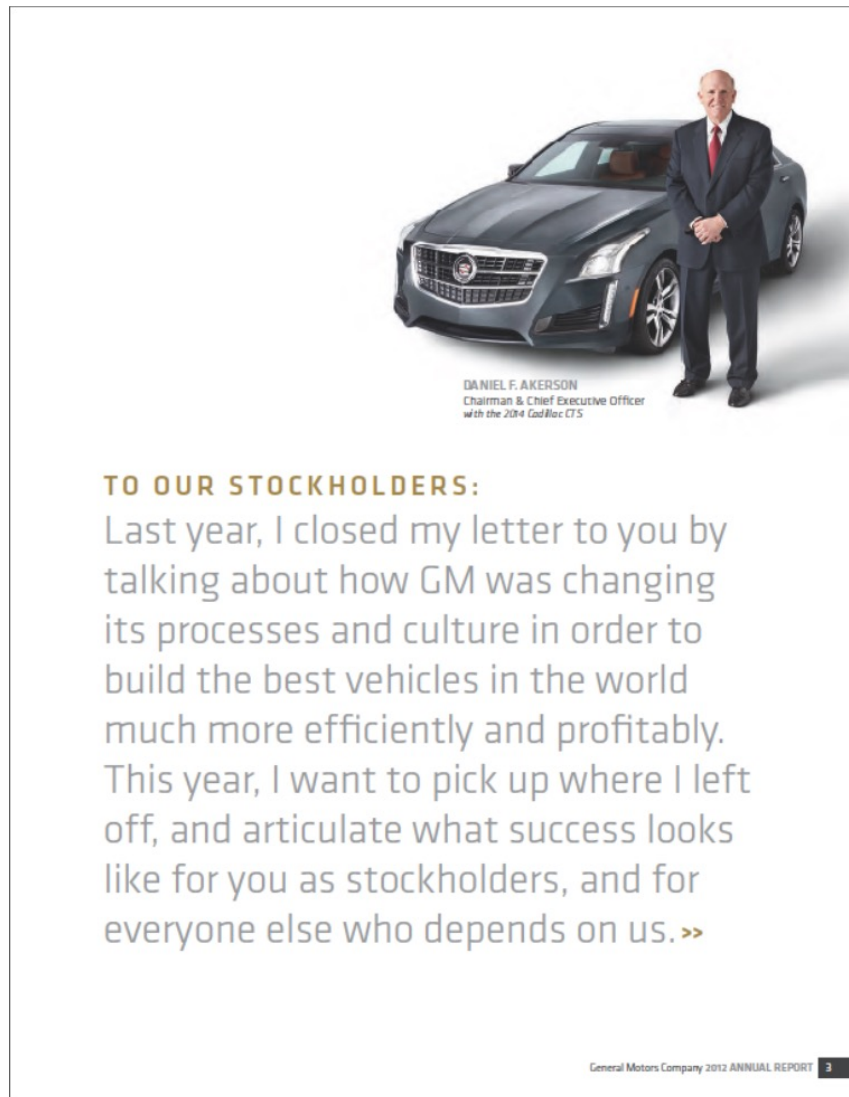 DANIEL F. AKERSON
Chairman & Chief Executive Officer
with the 2014 Cadillac CTS
TO OUR STOCKHOLDERS:
Last year, I closed my letter to you by
talking about how GM was changing
its processes and culture in order to
build the best vehicles in the world
much more efficiently and profitably.
This year, I want to pick up where I left
off, and articulate what success looks
like for you as stockholders, and for
everyone else who depends on us. >>
General Motors Company 2012 ANNUAL REPORT 3